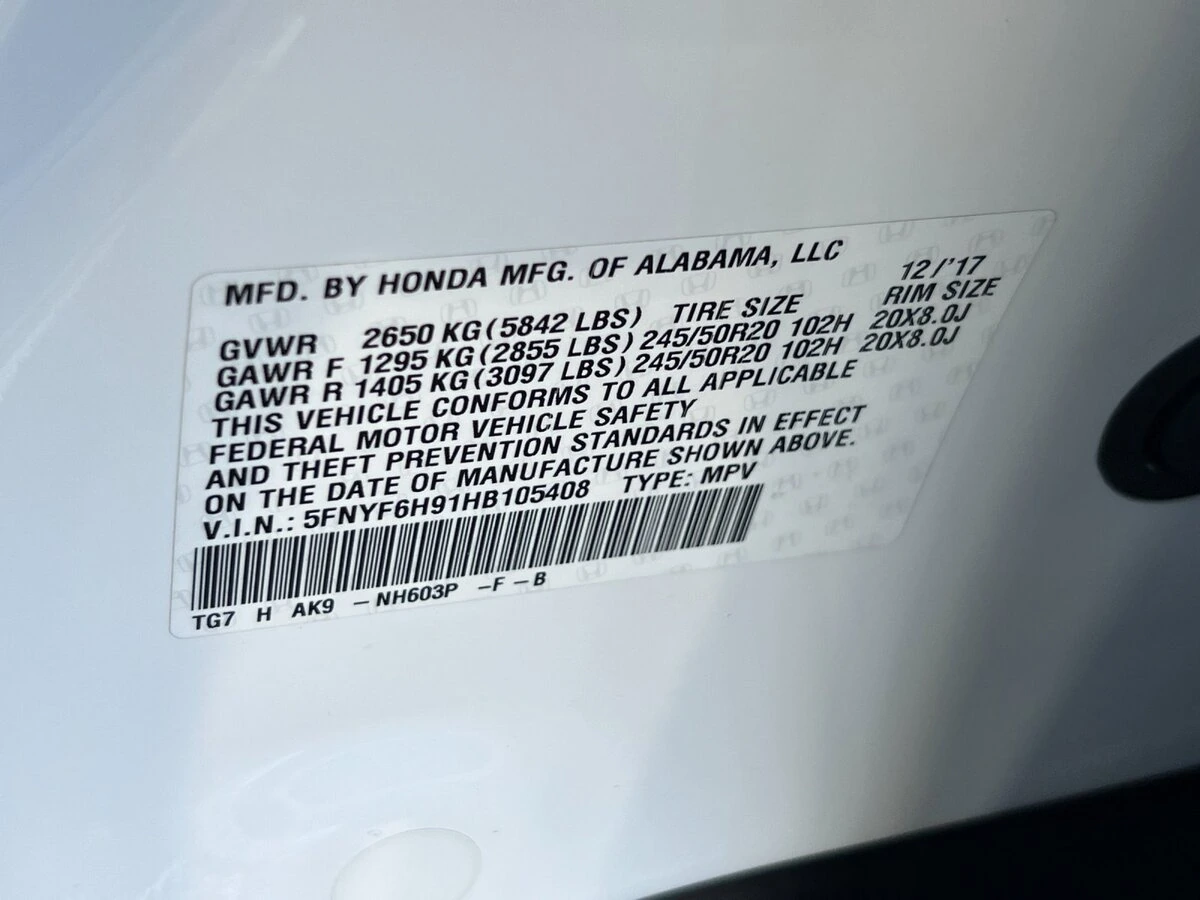 MFD. BY HONDA MFG. OF ALABAMA, LLC
12/'17
GVWR 2650 KG (5842 LBS) TIRE SIZE RIM SIZE
GAWR F 1295 KG (2855 LBS) 245/50R20 102H 20X8.0J
GAWR R 1405 KG (3097 LBS) 245/50R20 102H 20X8.0J
THIS VEHICLE CONFORMS TO ALL APPLICABLE
FEDERAL MOTOR VEHICLE SAFETY
AND THEFT PREVENTION STANDARDS IN EFFECT
ON THE DATE OF MANUFACTURE SHOWN ABOVE.
V.I.N.: 5FNYF6H91HB105408 TYPE: MPV
TG7 H AK9 – NH603P – F – B